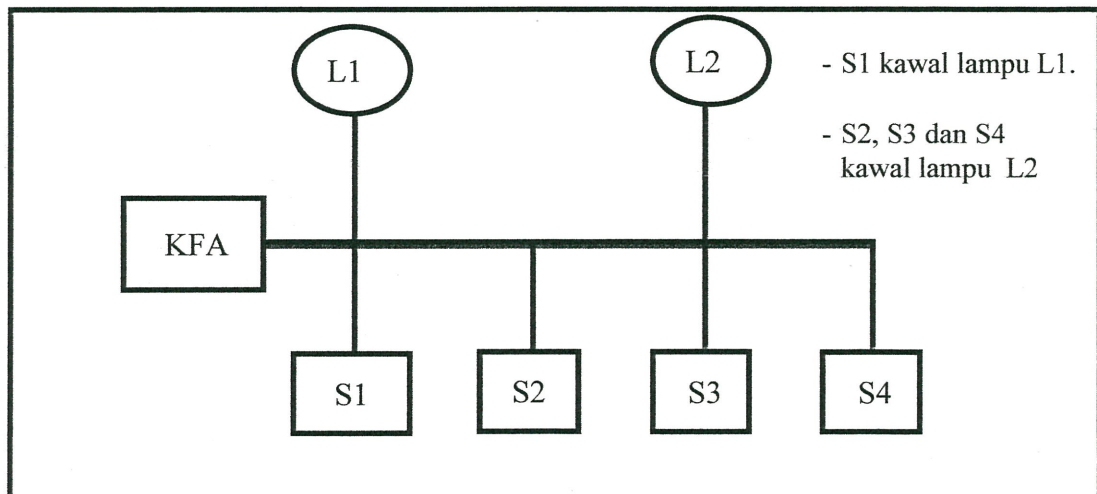 L1
L2
- S1 kawal lampu L1.
- S2, S3 dan S4
kawal lampu L2
KFA
S1
S2
S3
S4